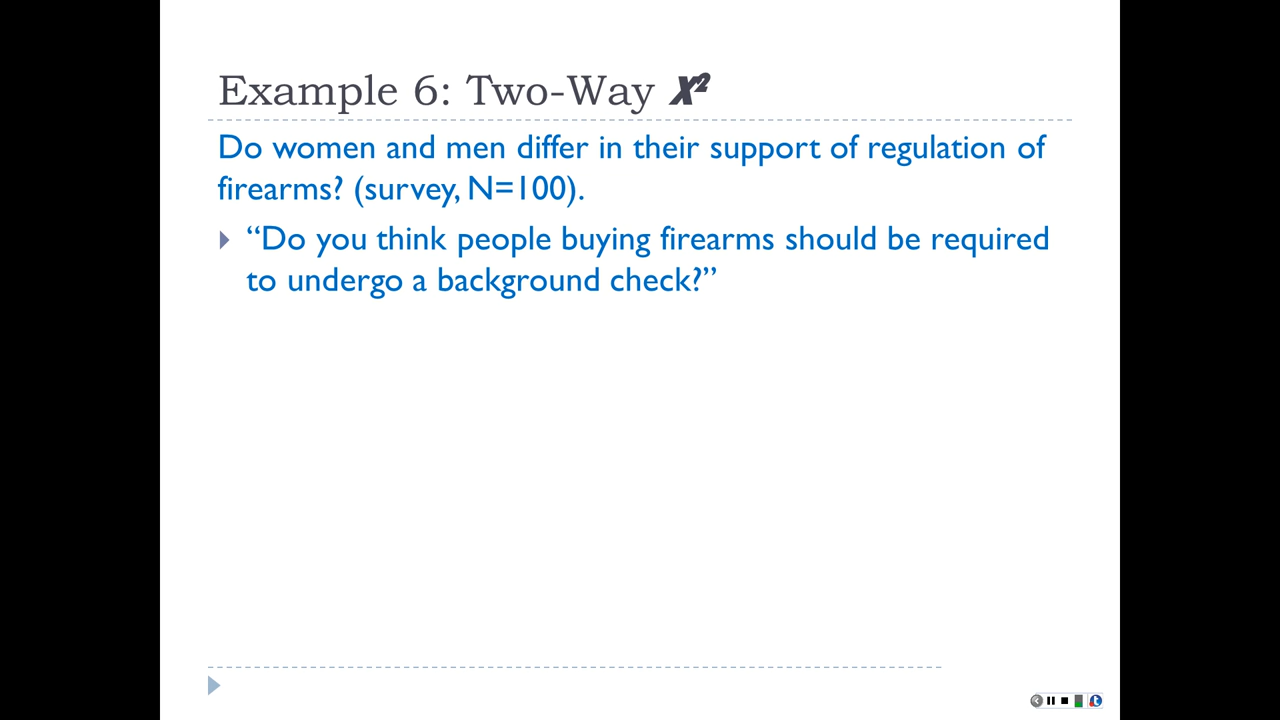 Example 6: Two-Way X²
Do women and men differ in their support of regulation of
firearms? (survey, N=100).
“Do you think people buying firearms should be required
to undergo a background check?”